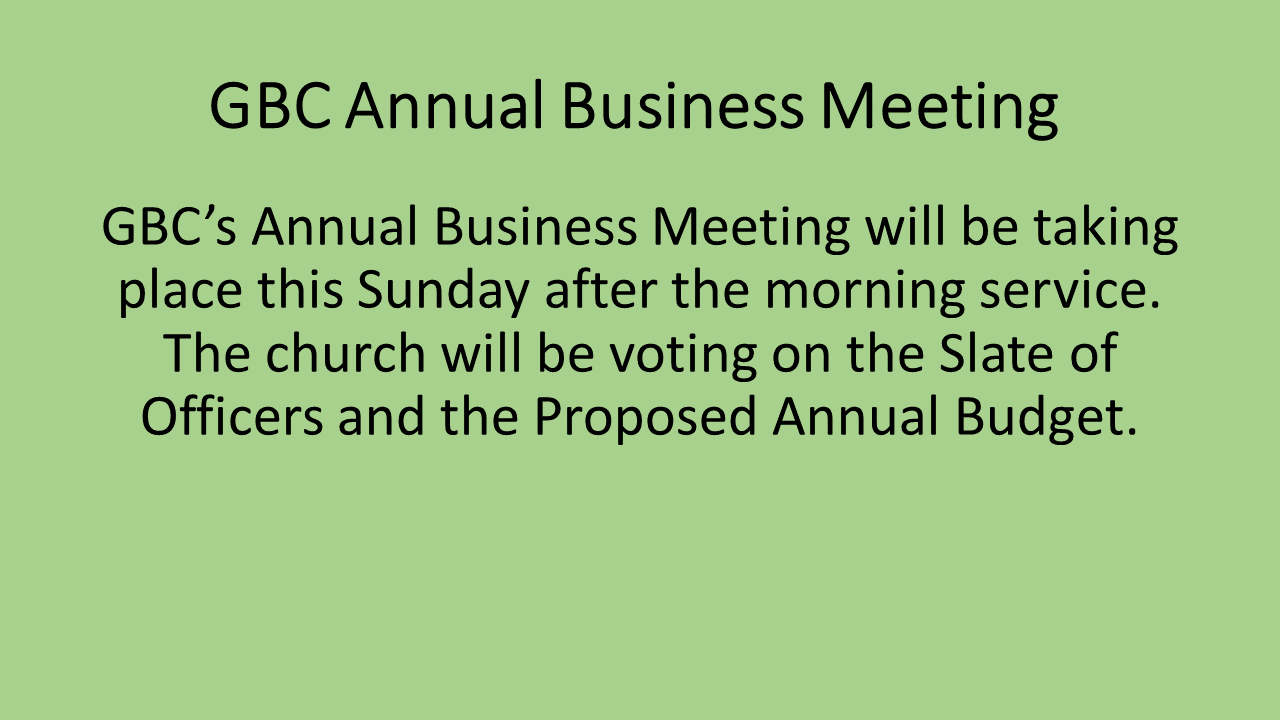 GBC Annual Business Meeting
GBC’s Annual Business Meeting will be taking
place this Sunday after the morning service.
The church will be voting on the Slate of
Officers and the Proposed Annual Budget.